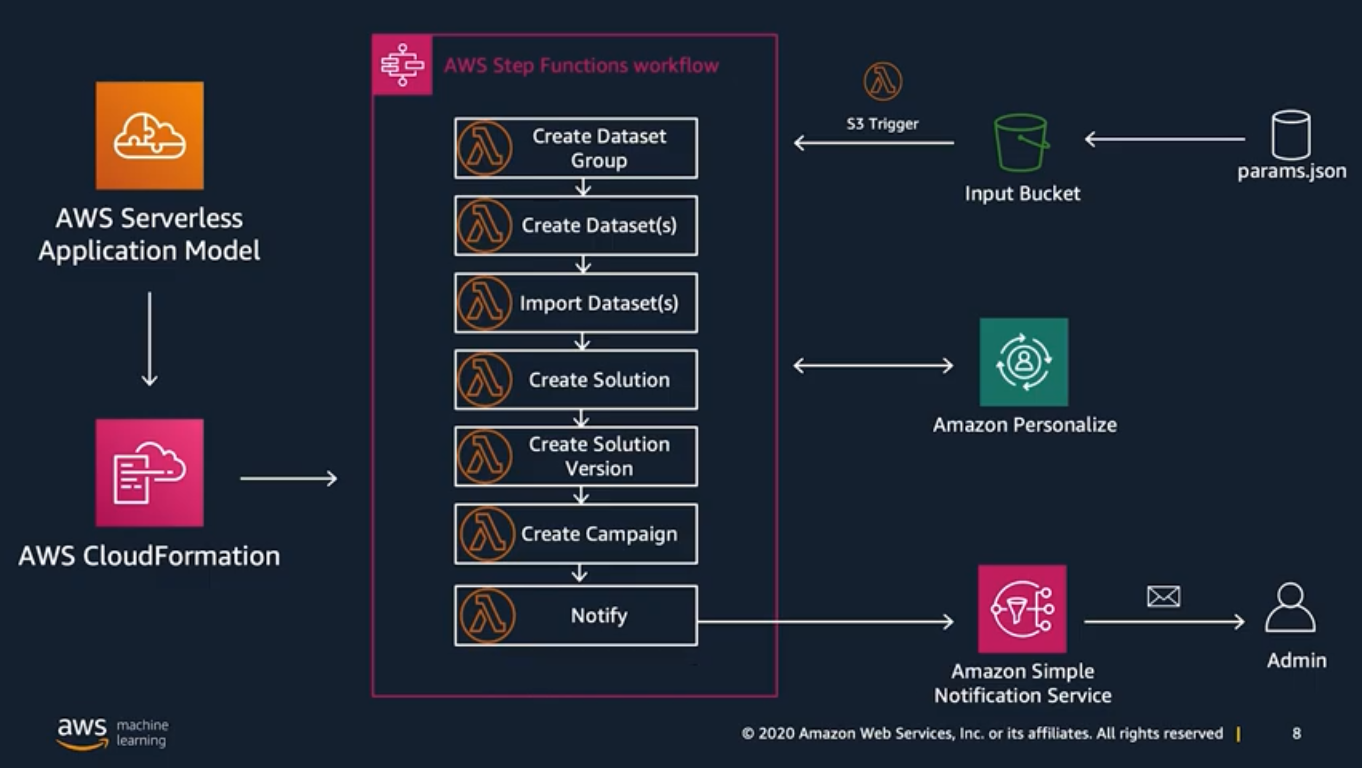 AWS Step Functions workflow
AWS Serverless
Application Model
AWS CloudFormation
Create Dataset
Group
Create Dataset(s)
Import Dataset(s)
Create Solution
Create Solution
Version
Create Campaign
Notify
S3 Trigger
Input Bucket
params.json
Amazon Personalize
Amazon Simple
Notification Service
Admin
aws machine
learning
© 2020 Amazon Web Services, Inc. or its affiliates. All rights reserved | 8